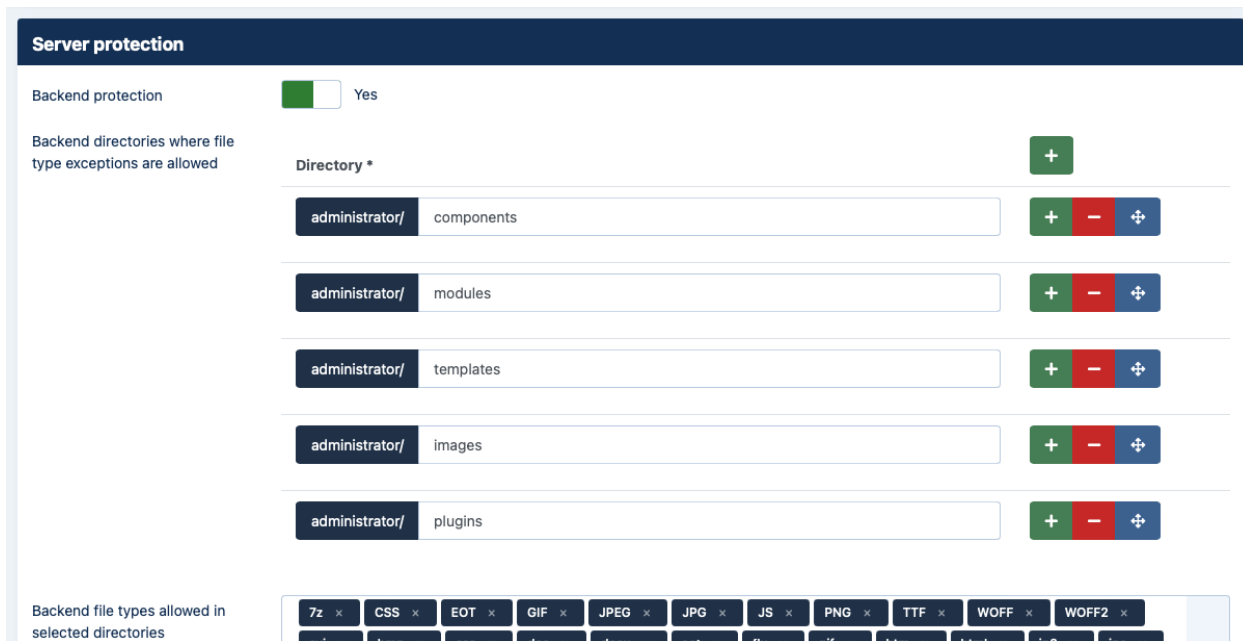 Server protection
Backend protection
Yes
Backend directories where file
type exceptions are allowed
Directory *
administrator/ components
administrator/ modules
administrator/ templates
administrator/ images
administrator/ plugins
Backend file types allowed in
selected directories
7z × CSS × EOT × GIF × JPEG × JPG × JS × PNG × TTF × WOFF × WOFF2 ×